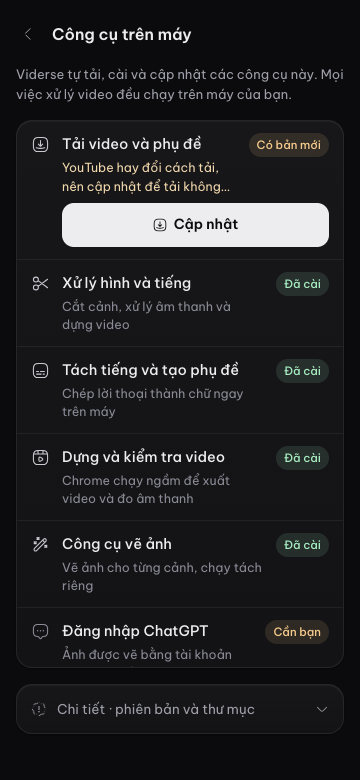 Công cụ trên máy
Viderse tự tải, cài và cập nhật các công cụ này. Mọi
việc xử lý video đều chạy trên máy của bạn.
Tải video và phụ đề
Có bản mới
YouTube hay đổi cách tải,
nên cập nhật để tải không...
Cập nhật
Xử lý hình và tiếng
Đã cài
Cắt cảnh, xử lý âm thanh và
dựng video
Tách tiếng và tạo phụ đề
Đã cài
Chép lời thoại thành chữ ngay
trên máy
Dựng và kiểm tra video
Đã cài
Chrome chạy ngầm để xuất
video và đo âm thanh
Công cụ vẽ ảnh
Đã cài
Vẽ ảnh cho từng cảnh, chạy tách
riêng
Đăng nhập ChatGPT
Cần bạn
Ảnh được vẽ bằng tài khoản
Chi tiết · phiên bản và thư mục